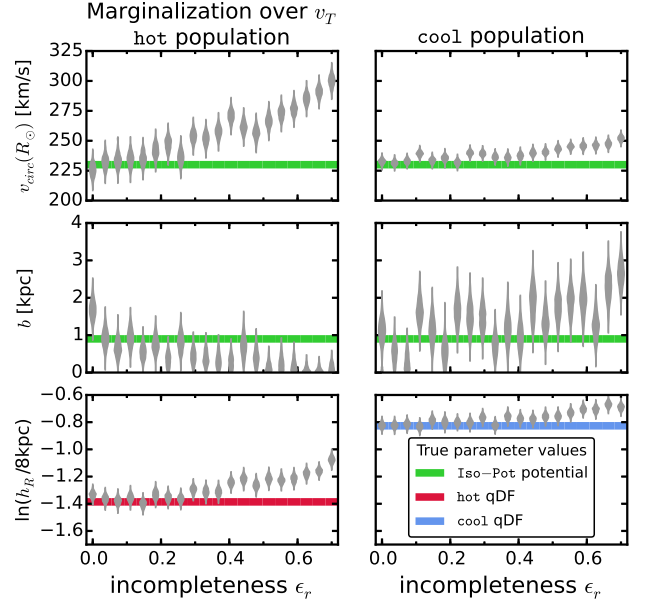 Marginalization over v_T
hot population
cool population
v_circ(R_☉) [km/s]
325
300
275
250
225
200
b [kpc]
4
3
2
1
0
ln(h_R/8kpc)
−0.6
−0.8
−1.0
−1.2
−1.4
−1.6
True parameter values
Iso−Pot potential
hot qDF
cool qDF
0.0 0.2 0.4 0.6
0.0 0.2 0.4 0.6
incompleteness ϵ_r
incompleteness ϵ_r